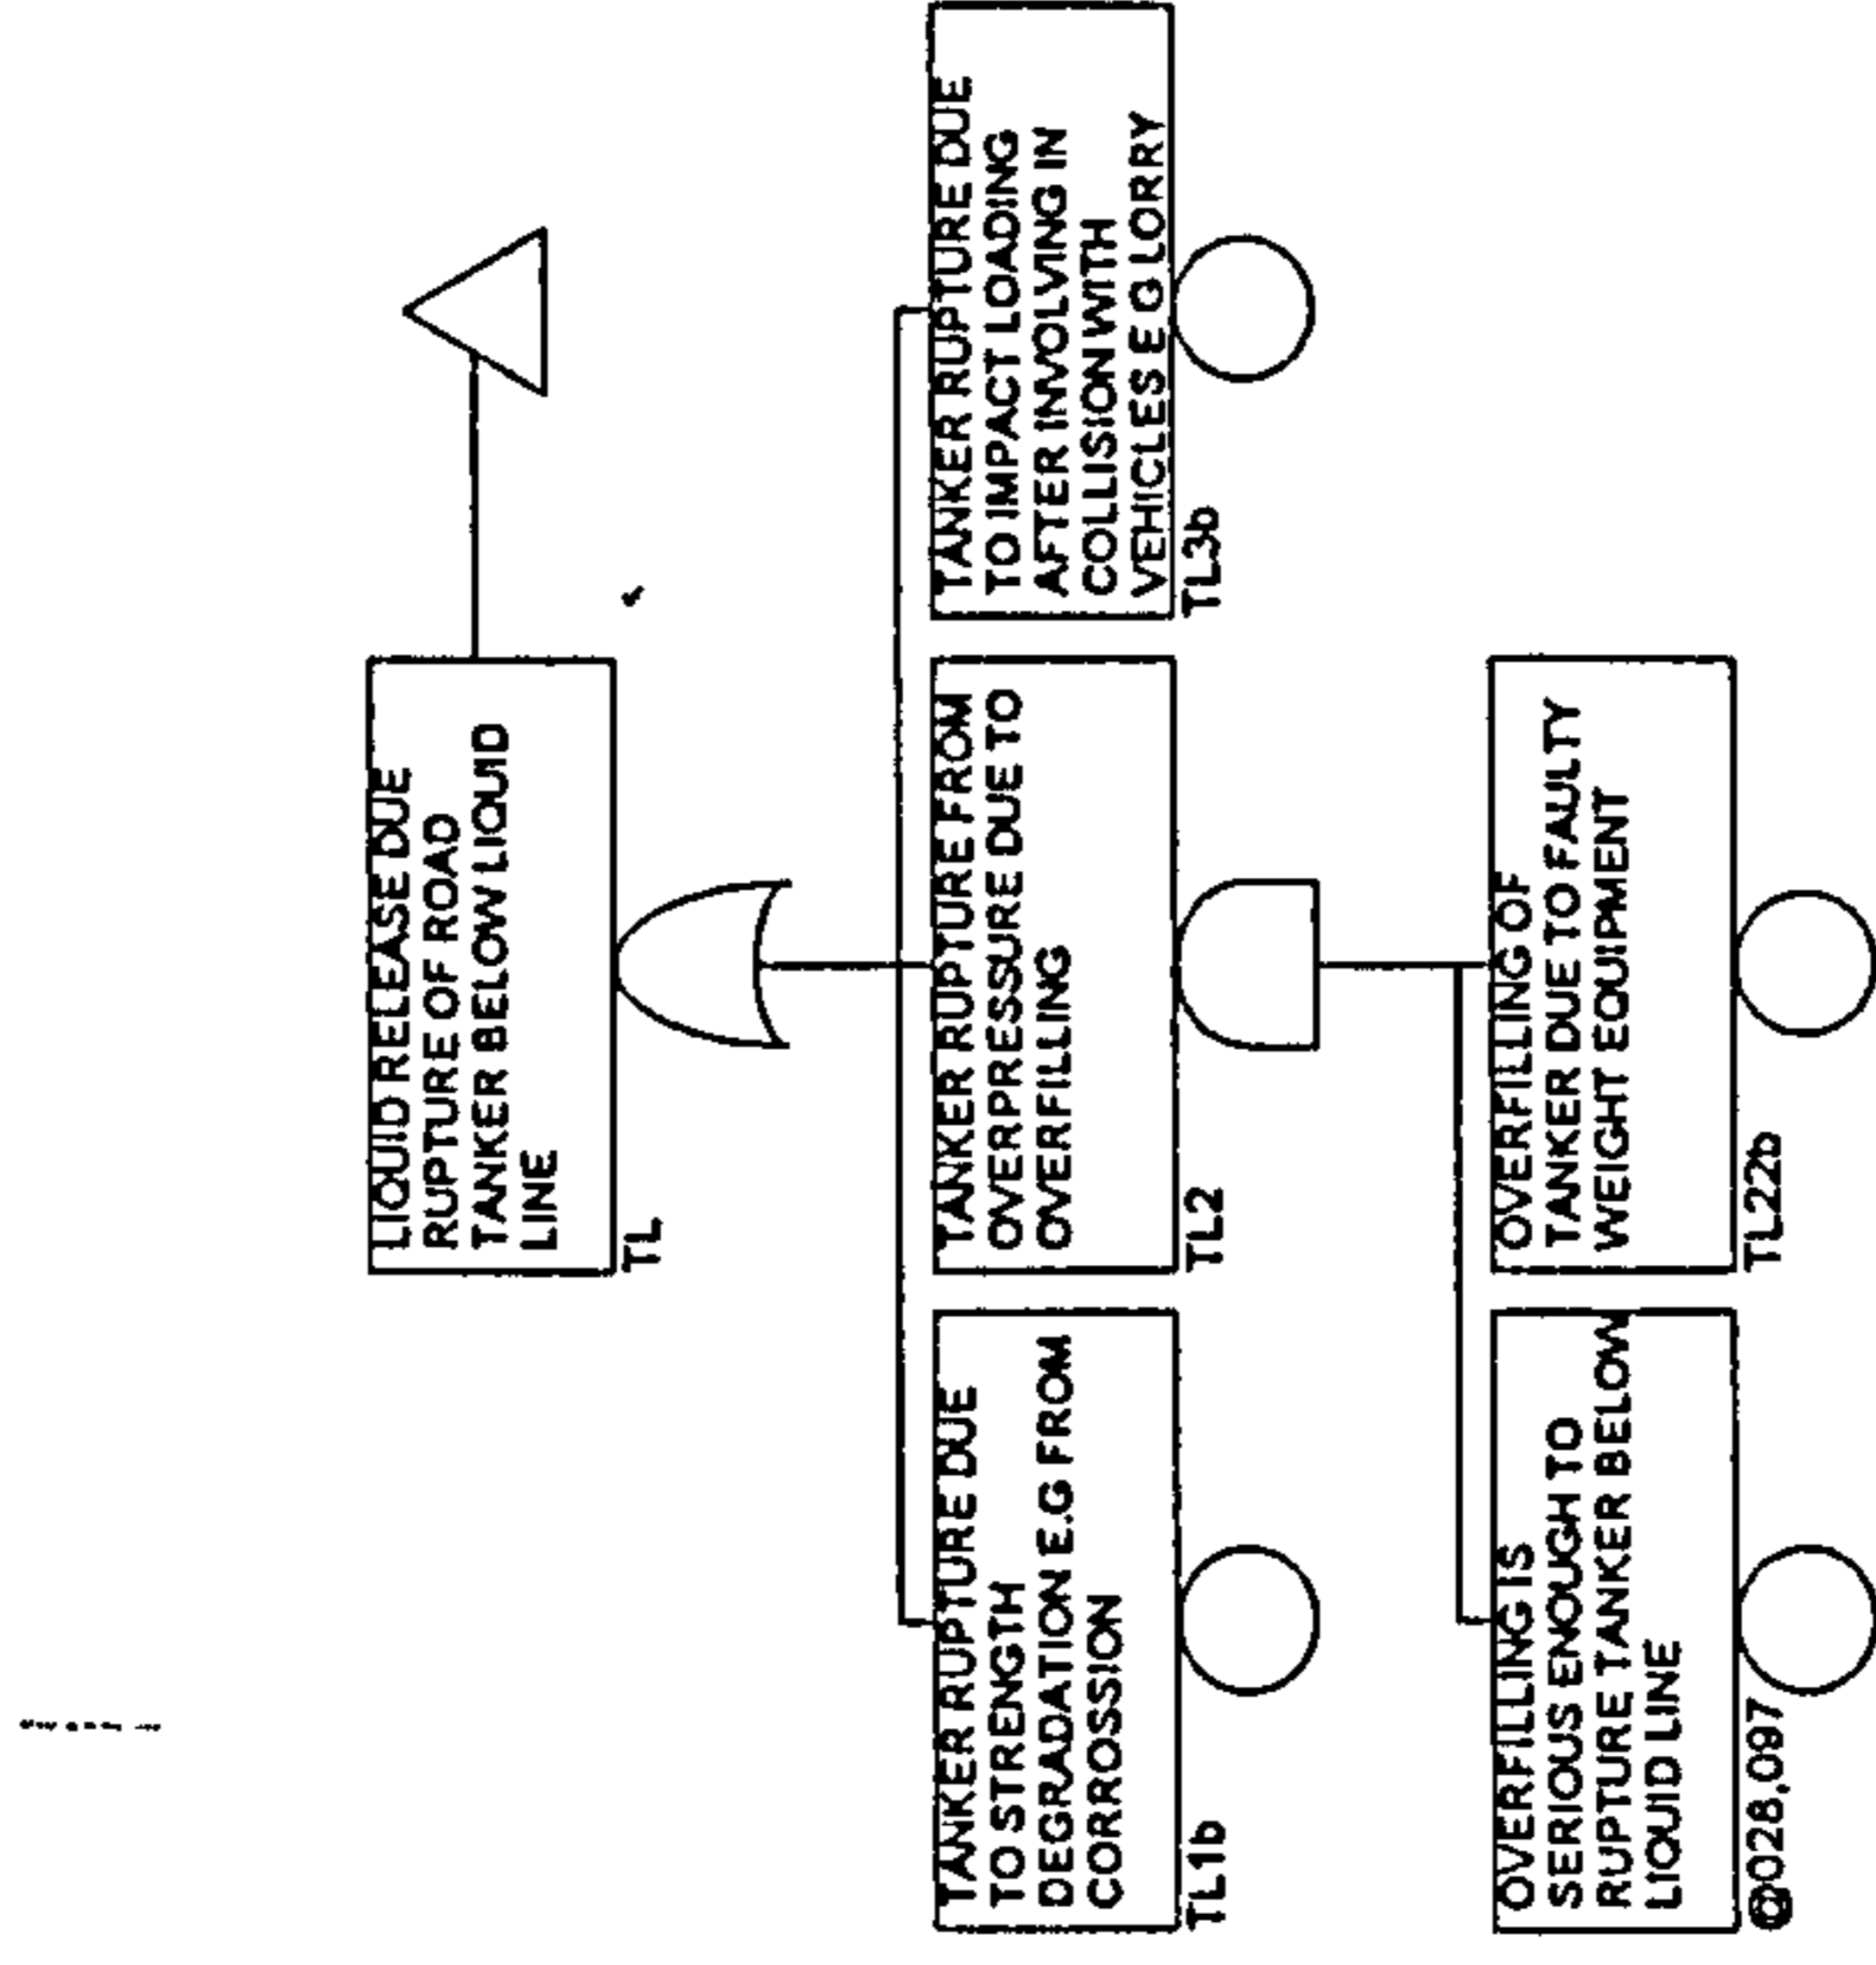 LIQUID RELEASE DUE
RUPTURE OF ROAD
TANKER BELOW LIQUID
LINE
TL
TANKER RUPTURE DUE
TO STRENGTH
DEGRADATION E.G FROM
CORROSSION
TL1b
TANKER RUPTURE FROM
OVERPRESSURE DUE TO
OVERFILLING
TL2
TANKER RUPTURE DUE
TO IMPACT LOADING
AFTER INVOLVING IN
COLLISION WITH
VEHICLES E G LORRY
TL3b
OVERFILLING IS
SERIOUS ENOUGH TO
RUPTURE TANKER BELOW
LIQUID LINE
@028,097
OVERFILLING OF
TANKER DUE TO FAULTY
WEIGHT EQUIPMENT
TL22b